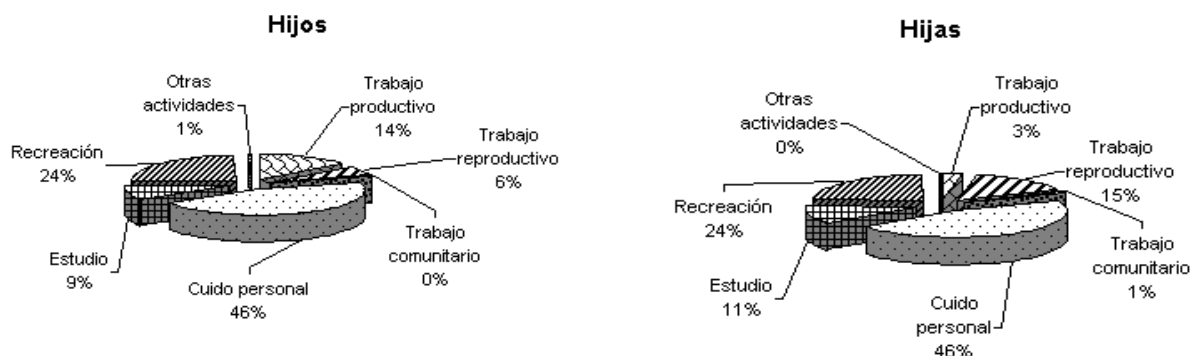 Hijos
Otras
actividades
1%
Trabajo
productivo
14%
Trabajo
reproductivo
6%
Trabajo
comunitario
0%
Cuido personal
46%
Estudio
9%
Recreación
24%
Hijas
Otras
actividades
0%
Trabajo
productivo
3%
Trabajo
reproductivo
15%
Trabajo
comunitario
1%
Cuido
personal
46%
Estudio
11%
Recreación
24%